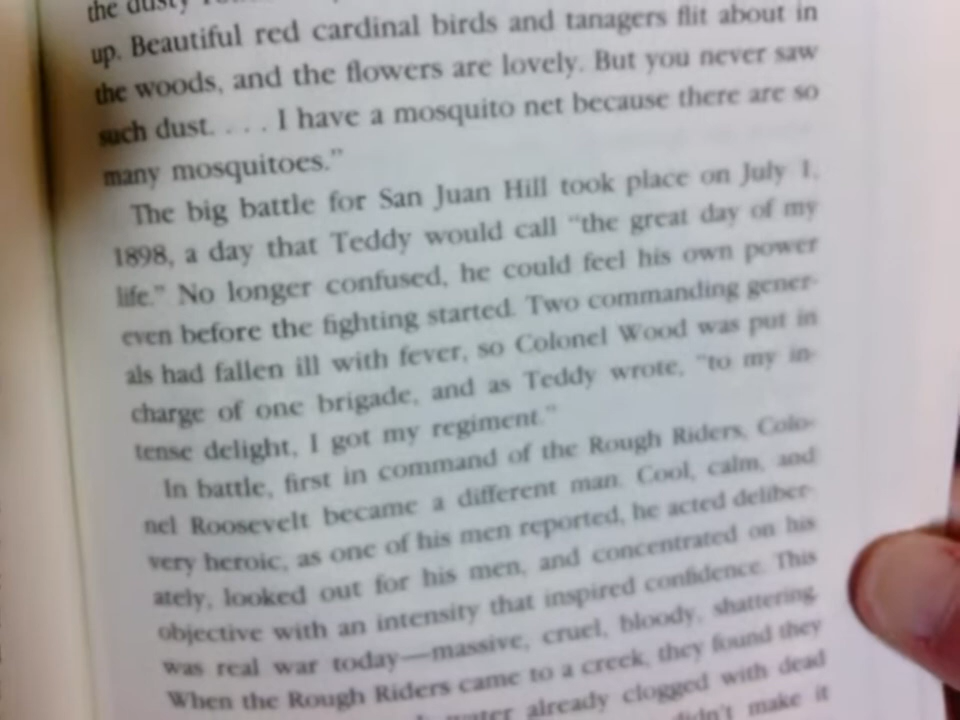 the dusty
up. Beautiful red cardinal birds and tanagers flit about in
the woods, and the flowers are lovely. But you never saw
such dust. . . . I have a mosquito net because there are so
many mosquitoes.”
The big battle for San Juan Hill took place on July 1,
1898, a day that Teddy would call “the great day of my
life.” No longer confused, he could feel his own power
even before the fighting started. Two commanding gener-
als had fallen ill with fever, so Colonel Wood was put in
charge of one brigade, and as Teddy wrote, “to my in-
tense delight, I got my regiment.”
In battle, first in command of the Rough Riders, Colo-
nel Roosevelt became a different man. Cool, calm, and
very heroic, as one of his men reported, he acted deliber-
ately, looked out for his men, and concentrated on his
objective with an intensity that inspired confidence. This
was real war today—massive, cruel, bloody, shattering.
When the Rough Riders came to a creek, they found they
water already clogged with dead
didn't make it